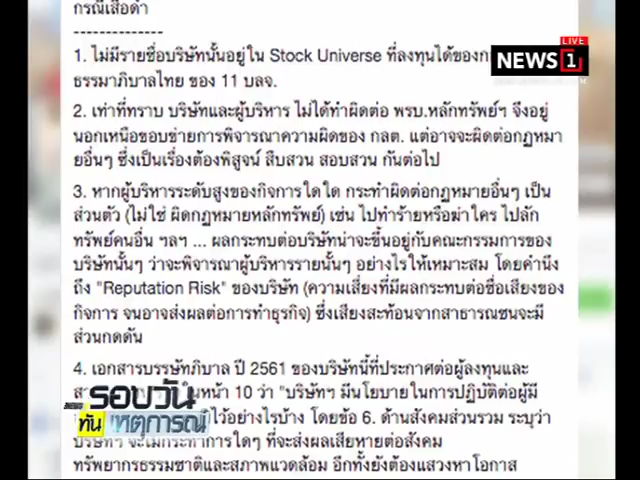 กรณีเสือดำ
--------------
1. ไม่มีรายชื่อบริษัทนั้นอยู่ใน Stock Universe ที่ลงทุนได้ของก
ธรรมาภิบาลไทย ของ 11 บลจ.
LIVE
NEWS 1
2. เท่าที่ทราบ บริษัทและผู้บริหาร ไม่ได้ทำผิดต่อ พรบ.หลักทรัพย์ฯ จึงอยู่
นอกเหนือขอบข่ายการพิจารณาความผิดของ กลต. แต่อาจจะผิดต่อกฎหมา
ยอื่นๆ ซึ่งเป็นเรื่องต้องพิสูจน์ สืบสวน สอบสวน กันต่อไป
3. หากผู้บริหารระดับสูงของกิจการใดใด กระทำผิดต่อกฎหมายอื่นๆ เป็น
ส่วนตัว (ไม่ใช่ ผิดกฎหมายหลักทรัพย์) เช่น ไปทำร้ายหรือฆ่าใคร ไปลัก
ทรัพย์คนอื่น ฯลฯ ... ผลกระทบต่อบริษัทน่าจะขึ้นอยู่กับคณะกรรมการของ
บริษัทนั้นๆ ว่าจะพิจารณาผู้บริหารรายนั้นๆ อย่างไรให้เหมาะสม โดยคำนึง
ถึง "Reputation Risk" ของบริษัท (ความเสี่ยงที่มีผลกระทบต่อชื่อเสียงของ
กิจการ จนอาจส่งผลต่อการทำธุรกิจ) ซึ่งเสียงสะท้อนจากสาธารณชนจะมี
ส่วนกดดัน
4. เอกสารบรรษัทภิบาล ปี 2561 ของบริษัทนี้ที่ประกาศต่อผู้ลงทุนและ
ในหน้า 10 ว่า "บริษัทฯ มีนโยบายในการปฏิบัติต่อผู้มี
ไว้อย่างไรบ้าง โดยข้อ 6. ด้านสังคมส่วนรวม ระบุว่า
บริษัทฯ จะไม่กระทำการใดๆ ที่จะส่งผลเสียหายต่อสังคม
ทรัพยากรธรรมชาติและสภาพแวดล้อม อีกทั้งยังต้องแสวงหาโอกาส
รอบวัน
ทันเหตุการณ์